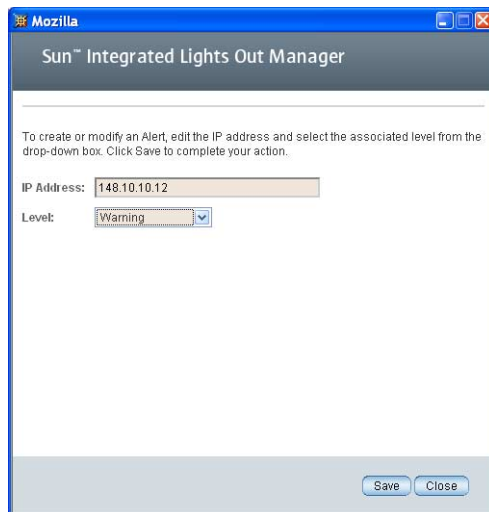 Mozilla
Sun™ Integrated Lights Out Manager
To create or modify an Alert, edit the IP address and select the associated level from the
drop-down box. Click Save to complete your action.
IP Address: 148.10.10.12
Level: Warning
Save Close